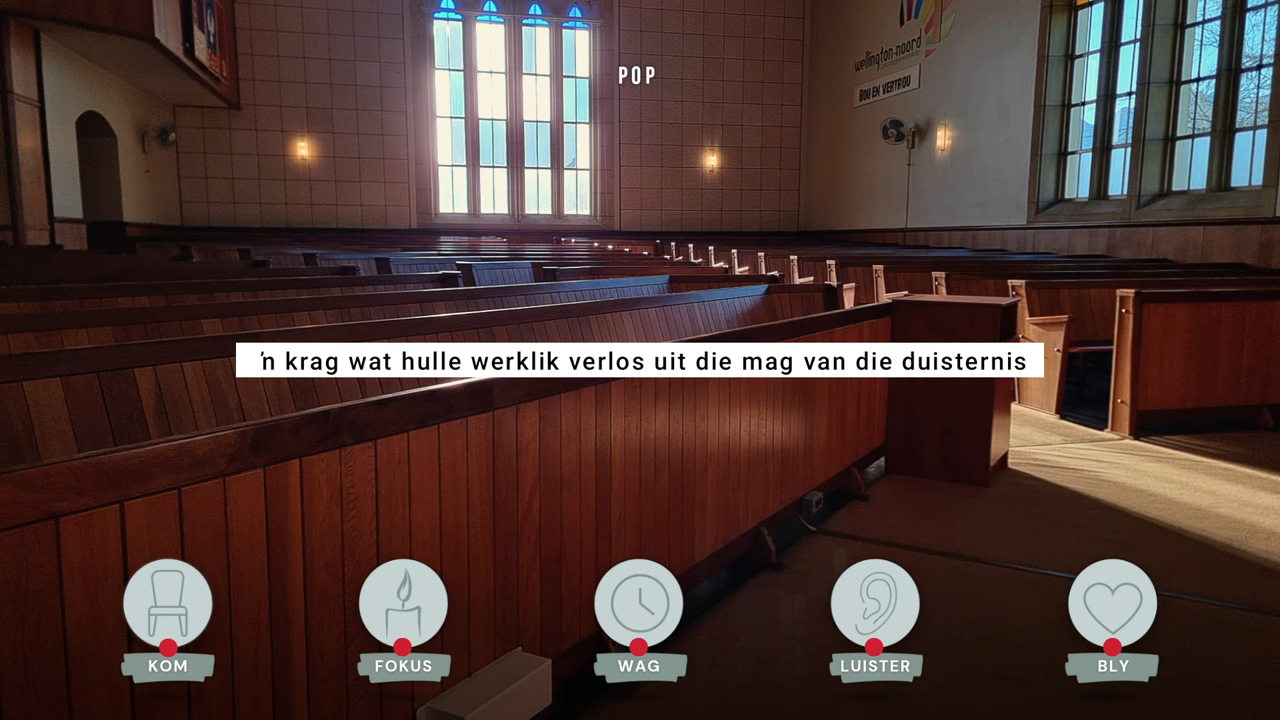 POP
wellington-noord
BOU EN VERTROU
'n krag wat hulle werklik verlos uit die mag van die duisternis
KOM
FOKUS
WAG
LUISTER
BLY